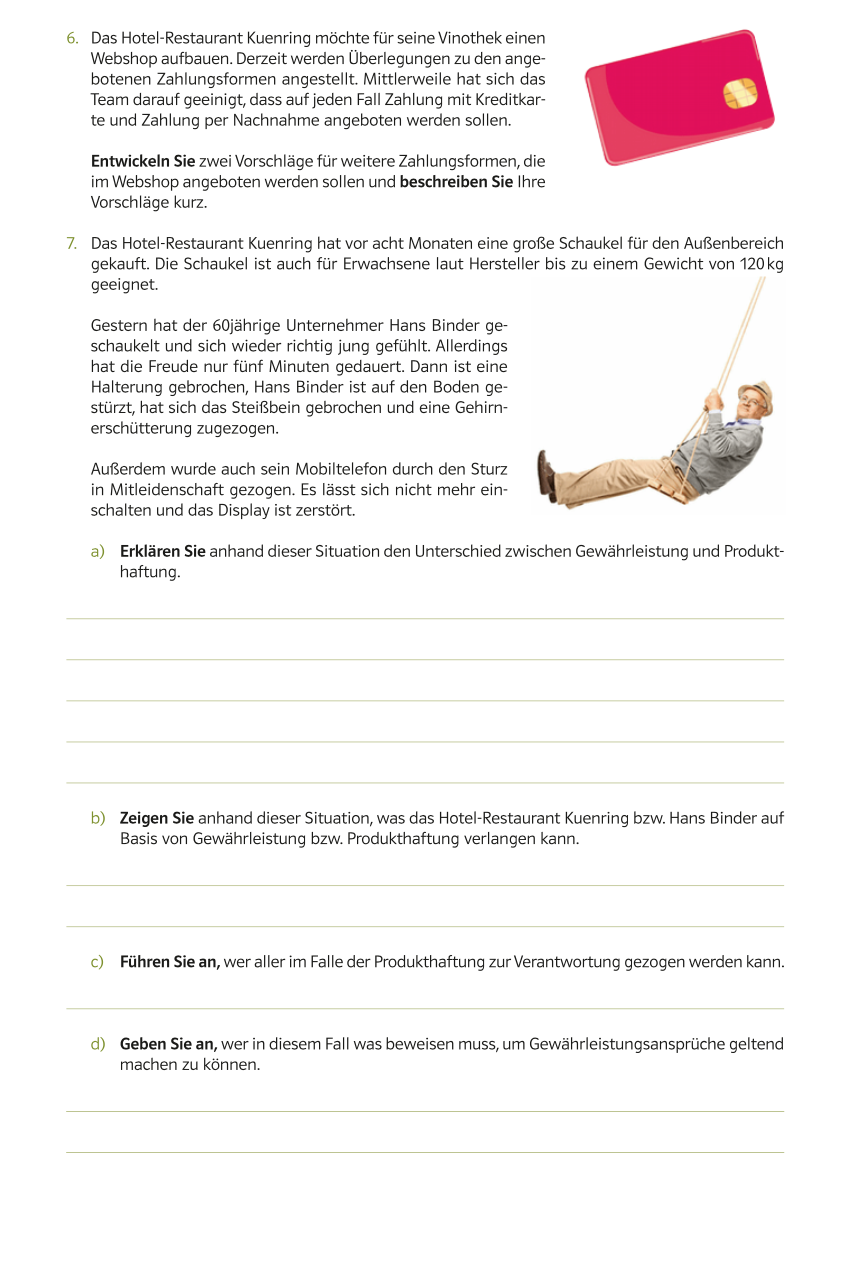 6. Das Hotel-Restaurant Kuenring möchte für seine Vinothek einen
Webshop aufbauen. Derzeit werden Überlegungen zu den ange-
botenen Zahlungsformen angestellt. Mittlerweile hat sich das
Team darauf geeinigt, dass auf jeden Fall Zahlung mit Kreditkar-
te und Zahlung per Nachnahme angeboten werden sollen.
Entwickeln Sie zwei Vorschläge für weitere Zahlungsformen, die
im Webshop angeboten werden sollen und beschreiben Sie Ihre
Vorschläge kurz.
7. Das Hotel-Restaurant Kuenring hat vor acht Monaten eine große Schaukel für den Außenbereich
gekauft. Die Schaukel ist auch für Erwachsene laut Hersteller bis zu einem Gewicht von 120 kg
geeignet.
Gestern hat der 60jährige Unternehmer Hans Binder ge-
schaukelt und sich wieder richtig jung gefühlt. Allerdings
hat die Freude nur fünf Minuten gedauert. Dann ist eine
Halterung gebrochen, Hans Binder ist auf den Boden ge-
stürzt, hat sich das Steißbein gebrochen und eine Gehirn-
erschütterung zugezogen.
Außerdem wurde auch sein Mobiltelefon durch den Sturz
in Mitleidenschaft gezogen. Es lässt sich nicht mehr ein-
schalten und das Display ist zerstört.
a) Erklären Sie anhand dieser Situation den Unterschied zwischen Gewährleistung und Produkt-
haftung.
b) Zeigen Sie anhand dieser Situation, was das Hotel-Restaurant Kuenring bzw. Hans Binder auf
Basis von Gewährleistung bzw. Produkthaftung verlangen kann.
c) Führen Sie an, wer aller im Falle der Produkthaftung zur Verantwortung gezogen werden kann.
d) Geben Sie an, wer in diesem Fall was beweisen muss, um Gewährleistungsansprüche geltend
machen zu können.